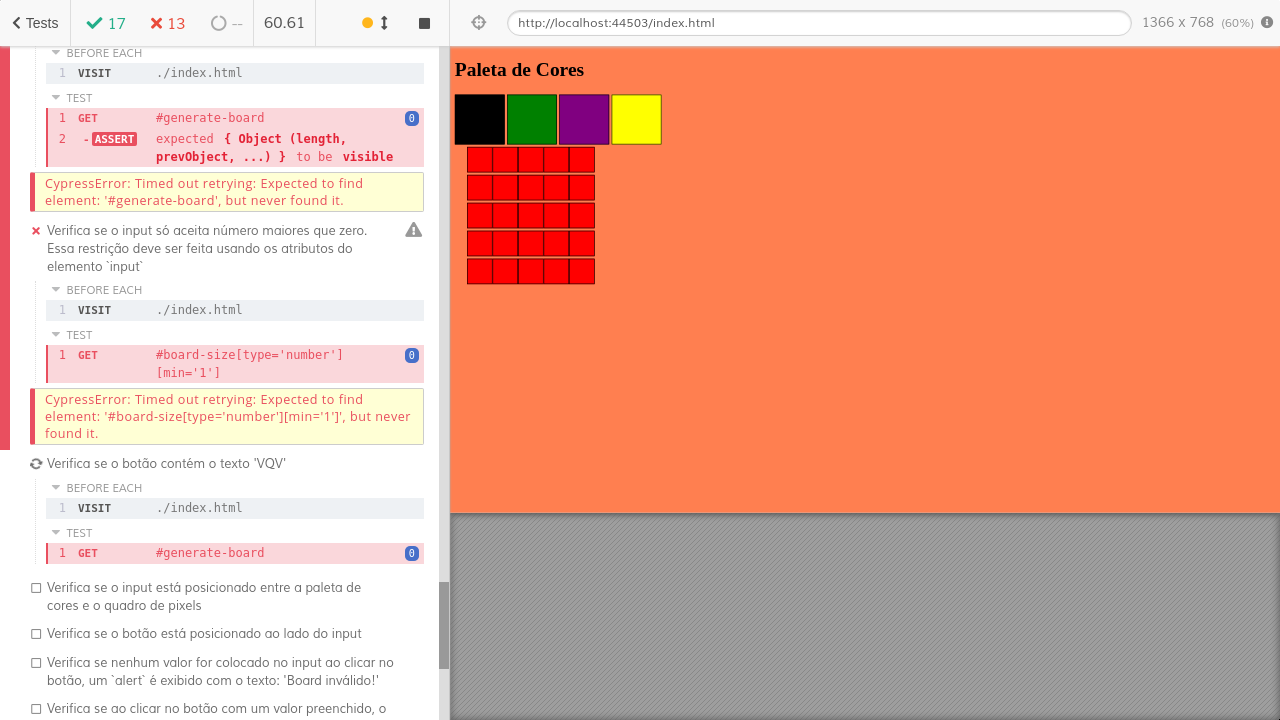 Tests 17 13 -- 60.61 http://localhost:44503/index.html 1366 x 768 (60%)
BEFORE EACH
1 VISIT ./index.html
TEST
1 GET #generate-board 0
2 -ASSERT expected { Object (length,
prevObject, ...) } to be visible
CypressError: Timed out retrying: Expected to find
element: '#generate-board', but never found it.
Verifica se o input só aceita número maiores que zero.
Essa restrição deve ser feita usando os atributos do
elemento `input`
BEFORE EACH
1 VISIT ./index.html
TEST
1 GET #board-size[type='number'] 0
[min='1']
CypressError: Timed out retrying: Expected to find
element: '#board-size[type='number'][min='1']', but never
found it.
Verifica se o botão contém o texto 'VQV'
BEFORE EACH
1 VISIT ./index.html
TEST
1 GET #generate-board 0
Verifica se o input está posicionado entre a paleta de
cores e o quadro de pixels
Verifica se o botão está posicionado ao lado do input
Verifica se nenhum valor for colocado no input ao clicar no
botão, um `alert` é exibido com o texto: 'Board inválido!'
Verifica se ao clicar no botão com um valor preenchido, o
Paleta de Cores